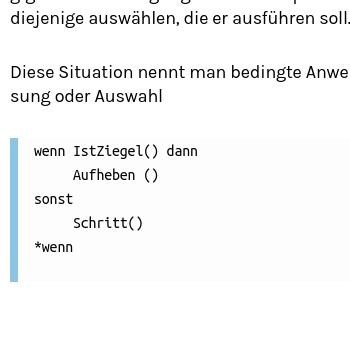 diejenige auswählen, die er ausführen soll.
Diese Situation nennt man bedingte Anwe
sung oder Auswahl
wenn IstZiegel() dann
Aufheben ()
sonst
Schritt()
*wenn